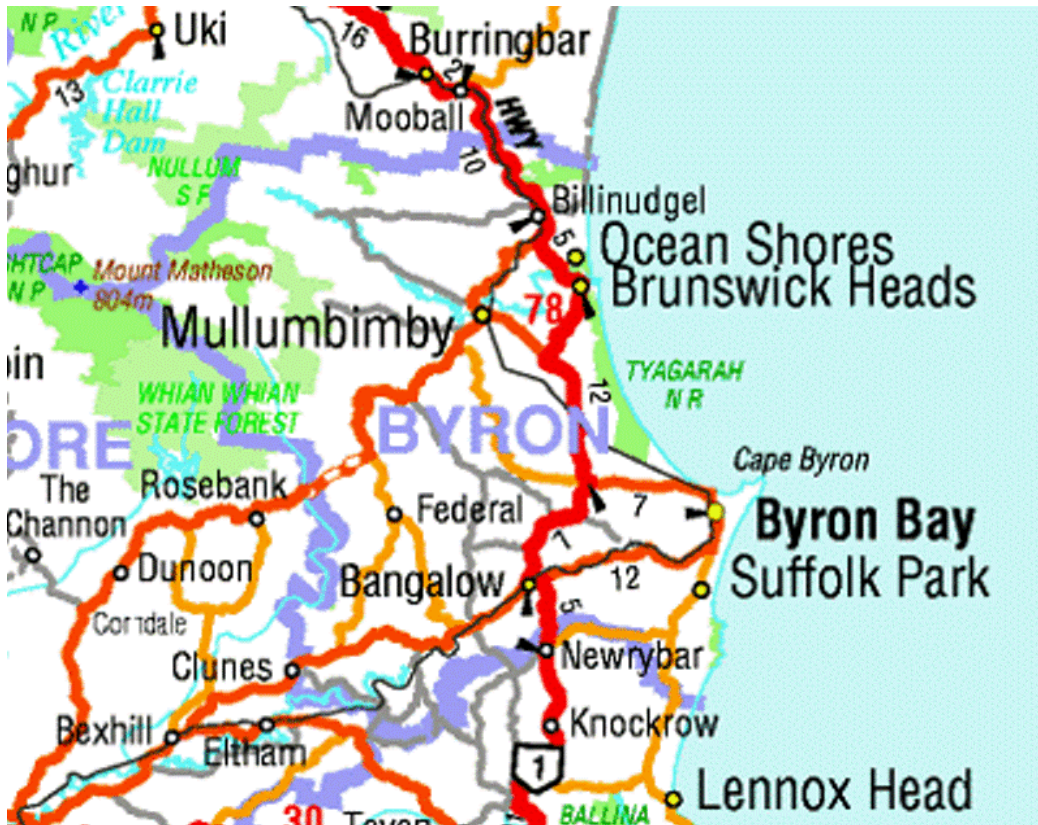 N P
River
Uki
16
Burringbar
2
13
Clarrie
Hall
Dam
Mooball
HWY
10
ghur
NULLUM
S F
Billinudgel
5
Ocean Shores
HTCAP
N P
Mount Matheson
804m
Brunswick Heads
78
Mullumbimby
pin
TYAGARAH
N R
12
WHIAN WHIAN
STATE FOREST
BYRON
ORE
Cape Byron
The
Channon
Rosebank
Federal
7
Byron Bay
7
Dunoon
Bangalow
12
Suffolk Park
5
Corndale
Clunes
Newrybar
Bexhill
Eltham
Knockrow
1
Lennox Head
30
BALLINA